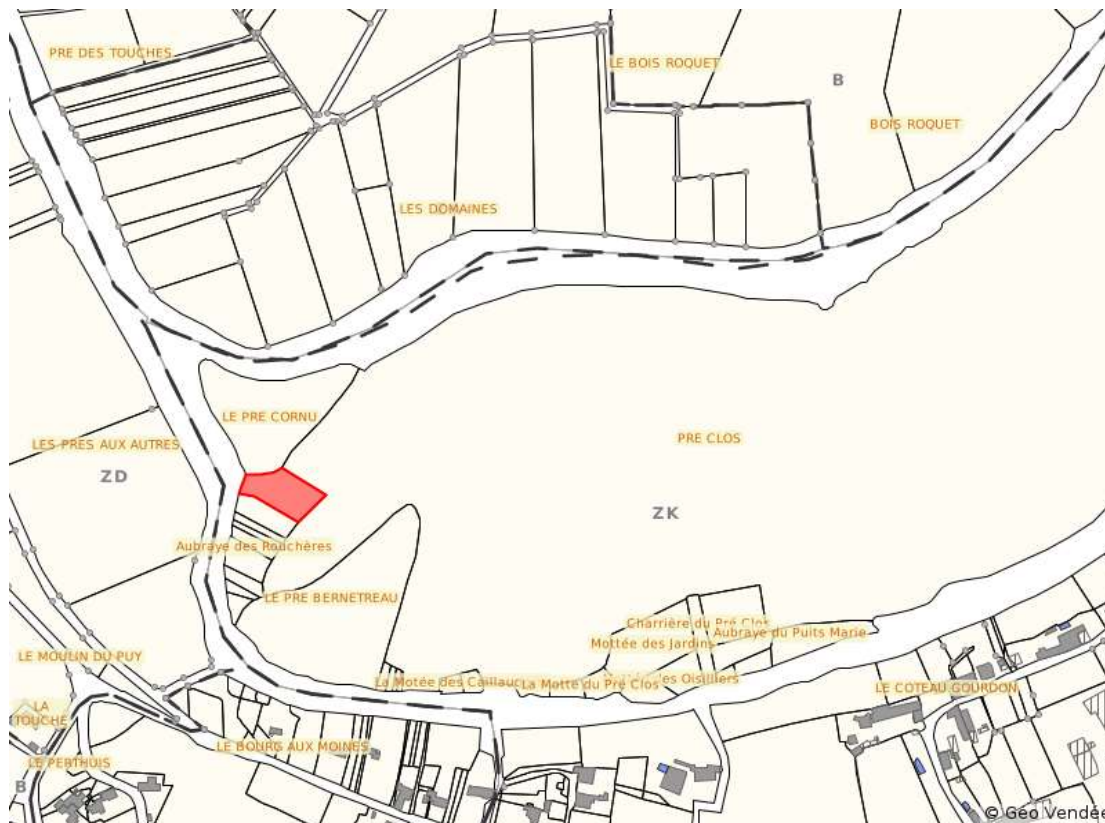 PRE DES TOUCHES
LE BOIS ROQUET
B
BOIS ROQUET
LES DOMAINES
LE PRE CORNU
LES PRES AUX AUTRES
PRE CLOS
ZD
ZK
Aubraye des Rouchères
LE PRE BERNETREAU
Charrière du Pré Clos
Aubraye du Puits Marie
Mottée des Jardins
LE MOULIN DU PUY
La Motée des Caillauc
La Motte du Pré Clos
des Oisilliers
LE COTEAU GOURDON
LA
TOUCHE
LE BOURG AUX MOINES
LE PERTHUIS
B
© Géo Vendée